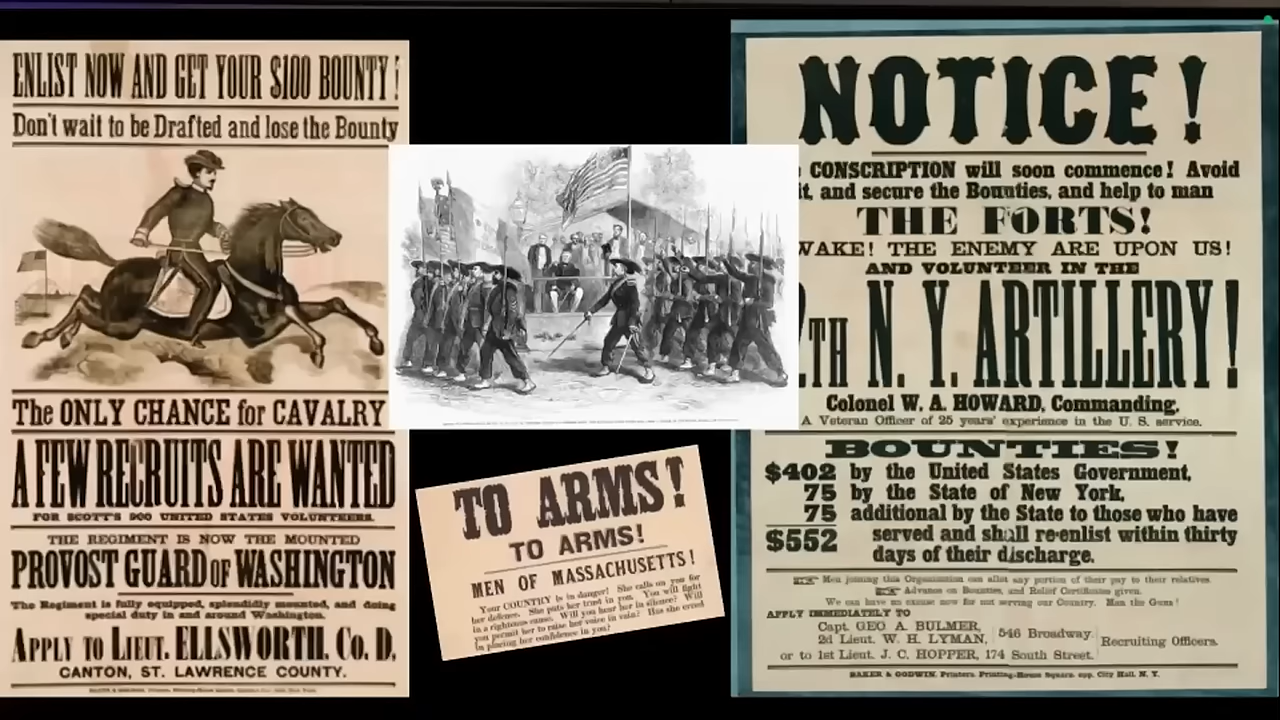 ENLIST NOW AND GET YOUR $100 BOUNTY!
Don't wait to be Drafted and lose the Bounty
The ONLY CHANCE for CAVALRY
A FEW RECRUITS ARE WANTED
FOR SCOTT'S 900 UNITED STATES VOLUNTEERS.
THE REGIMENT IS NOW THE MOUNTED
PROVOST GUARD OF WASHINGTON
The Regiment is fully equipped, splendidly mounted, and doing
special duty in and around Washington.
APPLY TO LIEUT. ELLSWORTH. Co. D,
CANTON, ST. LAWRENCE COUNTY.
TO ARMS!
TO ARMS!
MEN OF MASSACHUSETTS!
Your COUNTRY is in danger! She calls on you for
her defence. She puts her trust in you. You will fight
in a righteous cause. Will you hear her in silence? Will
you permit her to raise her voice in vain? Has she erred
in placing her confidence in you?
NOTICE!
CONSCRIPTION will soon commence! Avoid
it, and secure the Bounties, and help to man
THE FORTS!
WAKE! THE ENEMY ARE UPON US!
AND VOLUNTEER IN THE
TH N. Y. ARTILLERY!
Colonel W. A. HOWARD, Commanding,
A Veteran Officer of 25 years' experience in the U. S. service.
BOUNTIES!
$402 by the United States Government,
75 by the State of New York,
75 additional by the State to those who have
$552 served and shall re-enlist within thirty
days of their discharge.
Men joining this Organization can allot any portion of their pay to their relatives.
Advance on Bounties, and Relief Certificates given.
We can have no excuse now for not serving our Country. Man the Guns!
APPLY IMMEDIATELY TO
Capt. GEO A. BULMER,
2d Lieut. W. H. LYMAN, 546 Broadway. Recruiting Officers.
or to 1st Lieut. J. C. HOPPER, 174 South Street.
BAKER & GODWIN, Printers, Printing-House Square, opp. City Hall, N. Y.